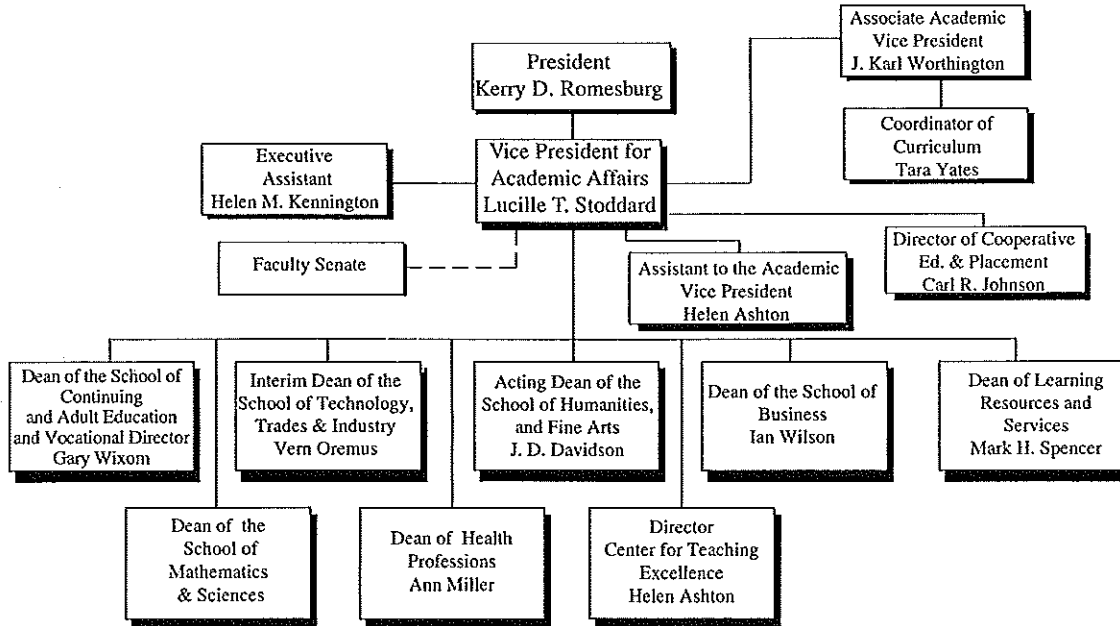 Associate Academic
Vice President
J. Karl Worthington
President
Kerry D. Romesburg
Coordinator of
Curriculum
Tara Yates
Executive
Assistant
Helen M. Kennington
Vice President for
Academic Affairs
Lucille T. Stoddard
Faculty Senate
Assistant to the Academic
Vice President
Helen Ashton
Director of Cooperative
Ed. & Placement
Carl R. Johnson
Dean of the School of
Continuing
and Adult Education
and Vocational Director
Gary Wixom
Interim Dean of the
School of Technology,
Trades & Industry
Vern Oremus
Acting Dean of the
School of Humanities,
and Fine Arts
J. D. Davidson
Dean of the School of
Business
Ian Wilson
Dean of Learning
Resources and
Services
Mark H. Spencer
Dean of the
School of
Mathematics
& Sciences
Dean of Health
Professions
Ann Miller
Director
Center for Teaching
Excellence
Helen Ashton